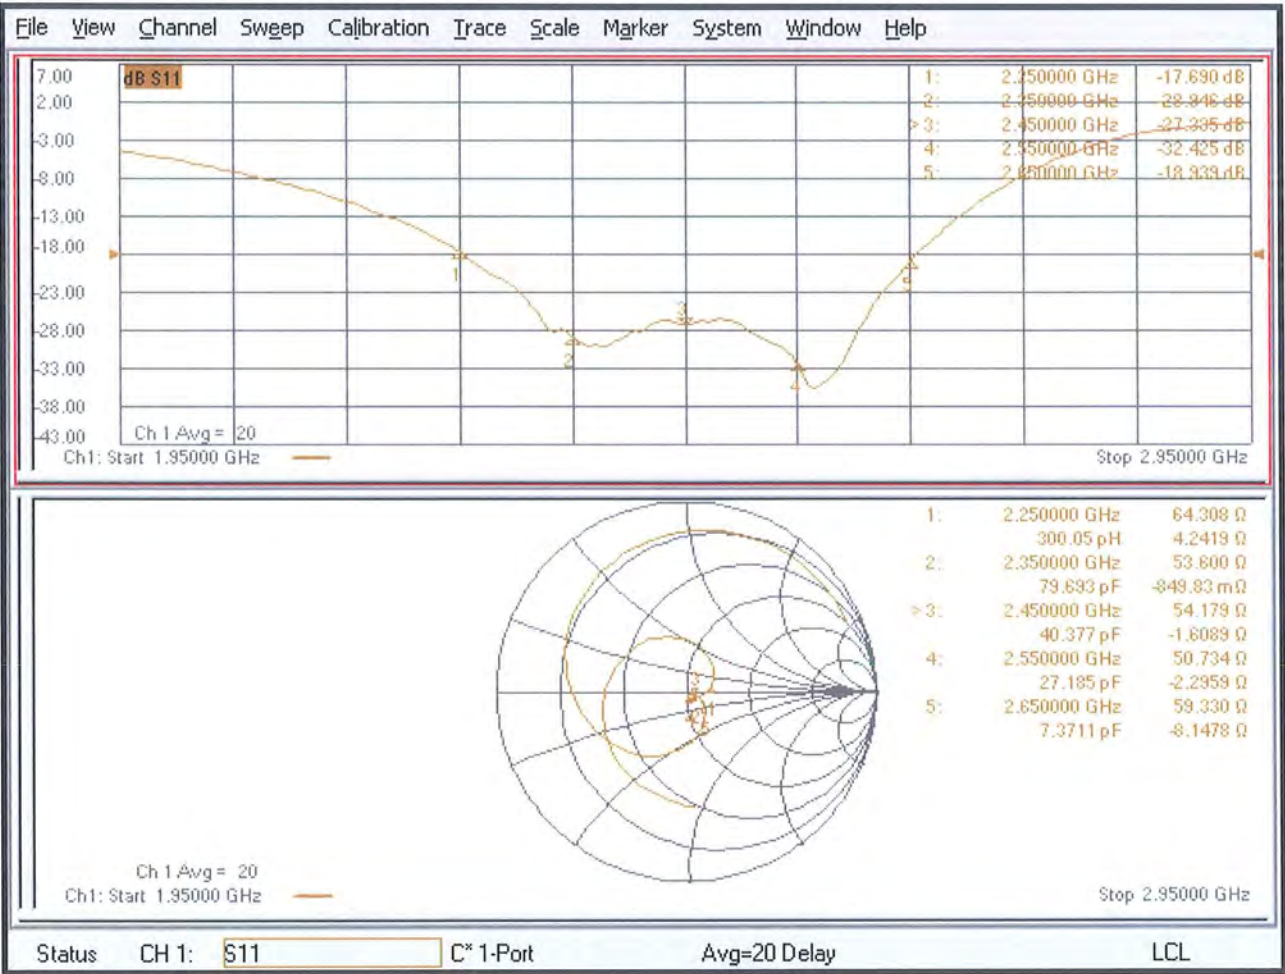 File View Channel Sweep Calibration Trace Scale Marker System Window Help
7.00
2.00
-3.00
-8.00
-13.00
-18.00
-23.00
-28.00
-33.00
-38.00
-43.00
dB S11
1: 2.250000 GHz -17.690 dB
2: 2.350000 GHz -28.946 dB
> 3: 2.450000 GHz -27.335 dB
4: 2.550000 GHz -32.425 dB
5: 2.650000 GHz -18.939 dB
1
2
3
4
5
Ch 1 Avg = 20
Ch1: Start 1.95000 GHz
Stop 2.95000 GHz
1: 2.250000 GHz 64.308 Ω
300.05 pH 4.2419 Ω
2: 2.350000 GHz 53.600 Ω
79.693 pF -849.83 mΩ
> 3: 2.450000 GHz 54.179 Ω
40.377 pF -1.6089 Ω
4: 2.550000 GHz 50.734 Ω
27.185 pF -2.2959 Ω
5: 2.650000 GHz 59.330 Ω
7.3711 pF -8.1478 Ω
Ch 1 Avg = 20
Ch1: Start 1.95000 GHz
Stop 2.95000 GHz
Status CH 1: S11 C* 1-Port Avg=20 Delay LCL